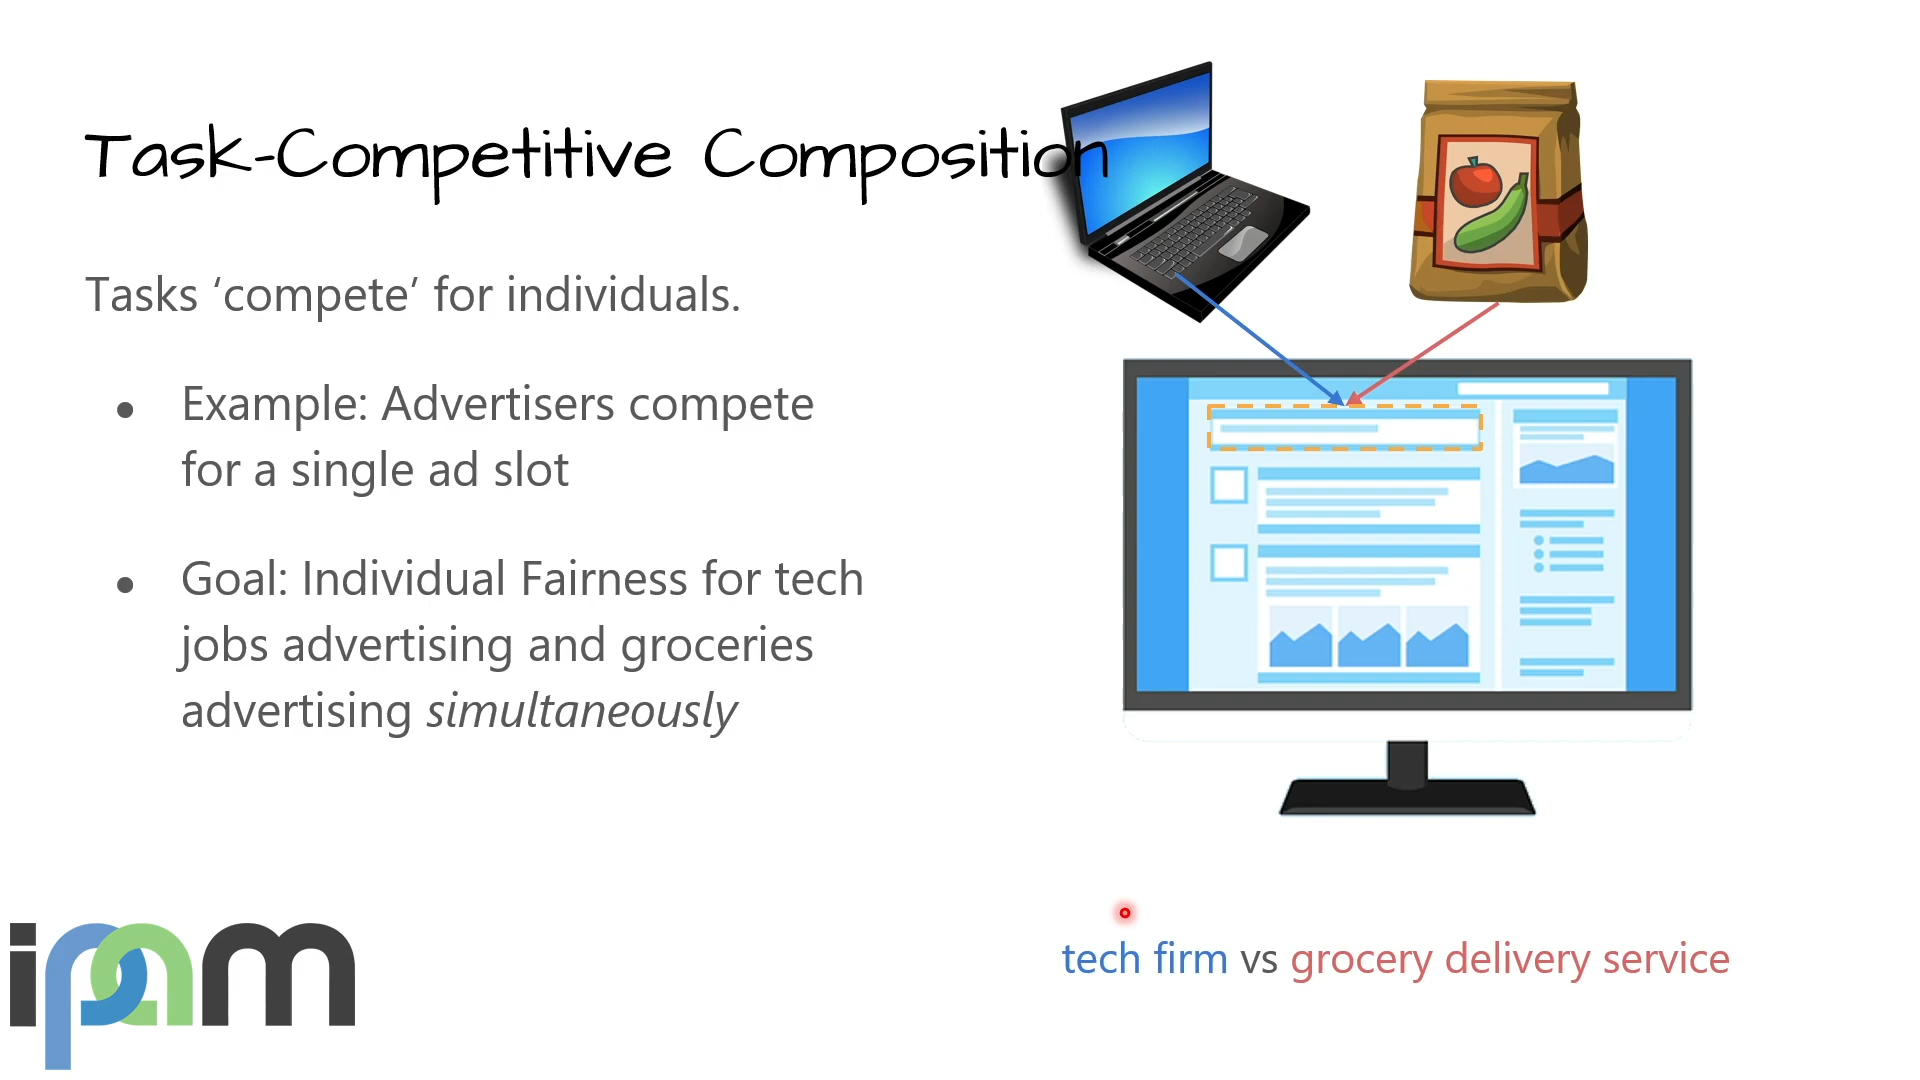 Task-Competitive Composition
Tasks ‘compete’ for individuals.
● Example: Advertisers compete
for a single ad slot
● Goal: Individual Fairness for tech
jobs advertising and groceries
advertising simultaneously
tech firm vs grocery delivery service
ipam